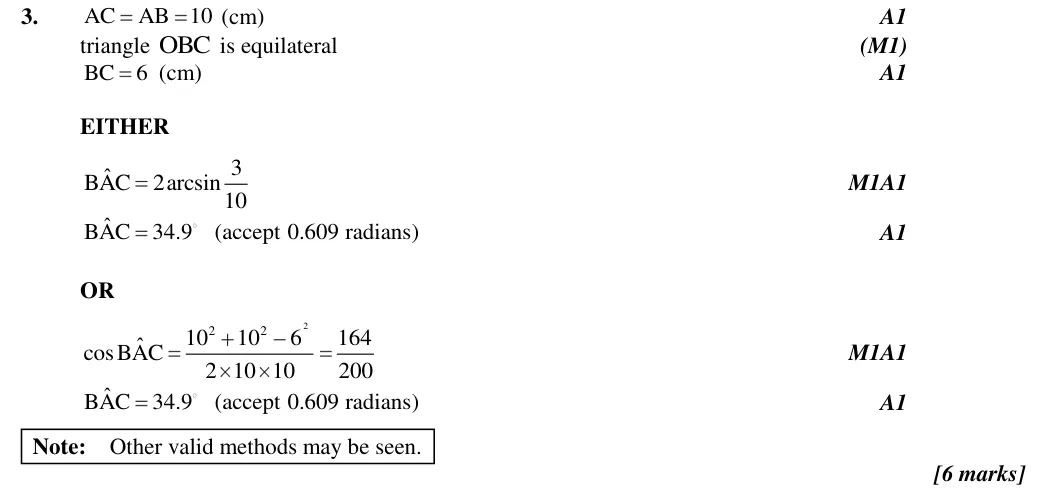 3. AC = AB = 10 (cm) A1
triangle OBC is equilateral (M1)
BC = 6 (cm) A1
EITHER
BÂC = 2arcsin 3/10 M1A1
BÂC = 34.9° (accept 0.609 radians) A1
OR
cos BÂC = (10² + 10² − 6²)/(2×10×10) = 164/200 M1A1
BÂC = 34.9° (accept 0.609 radians) A1
Note: Other valid methods may be seen.
[6 marks]